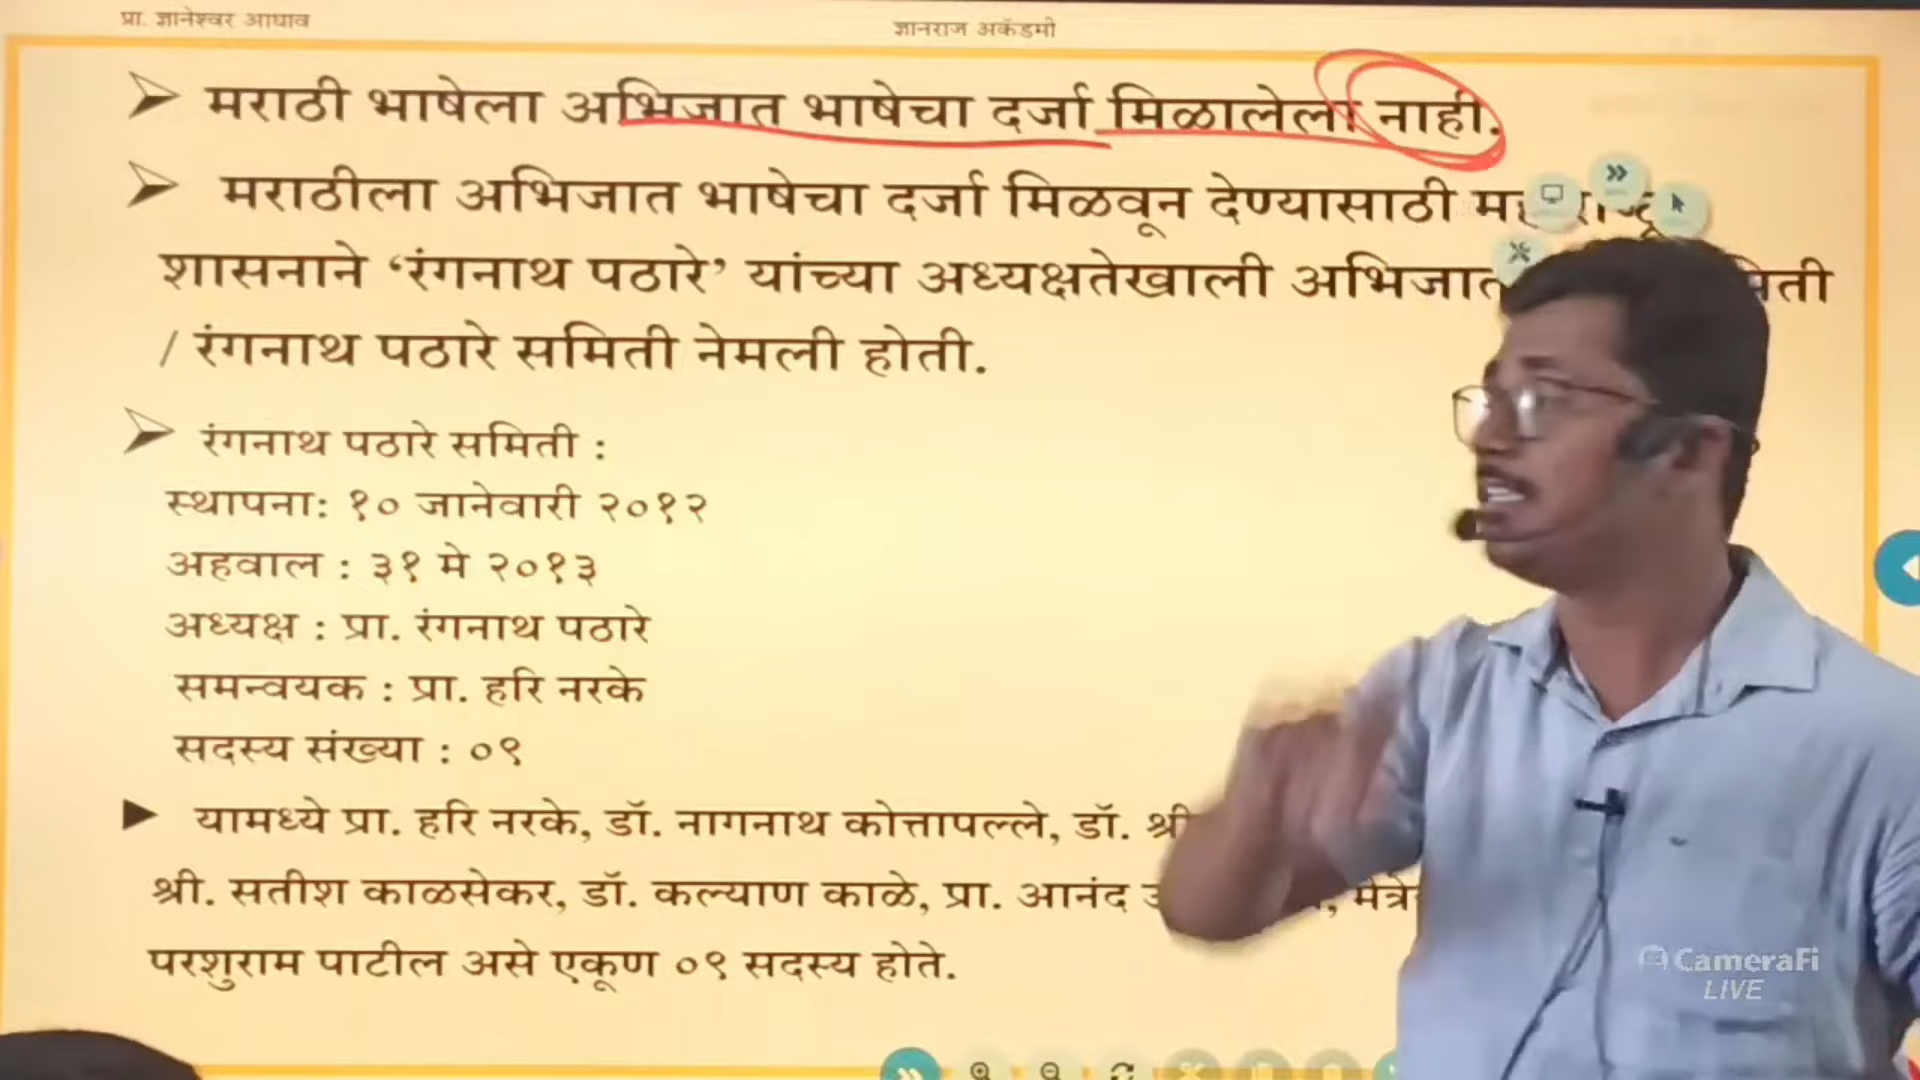 प्रा. ज्ञानेश्वर आघाव
ज्ञानराज अकॅडमी
मराठी भाषेला अभिजात भाषेचा दर्जा मिळालेला नाही.
मराठीला अभिजात भाषेचा दर्जा मिळवून देण्यासाठी
शासनाने ‘रंगनाथ पठारे’ यांच्या अध्यक्षतेखाली अभिजात
/ रंगनाथ पठारे समिती नेमली होती.
रंगनाथ पठारे समिती :
स्थापना: १० जानेवारी २०१२
अहवाल : ३१ मे २०१३
अध्यक्ष : प्रा. रंगनाथ पठारे
समन्वयक : प्रा. हरि नरके
सदस्य संख्या : ०९
यामध्ये प्रा. हरि नरके, डॉ. नागनाथ कोत्तापल्ले, डॉ. श्री
श्री. सतीश काळसेकर, डॉ. कल्याण काळे, प्रा. आनंद
परशुराम पाटील असे एकूण ०९ सदस्य होते.
CameraFi
LIVE